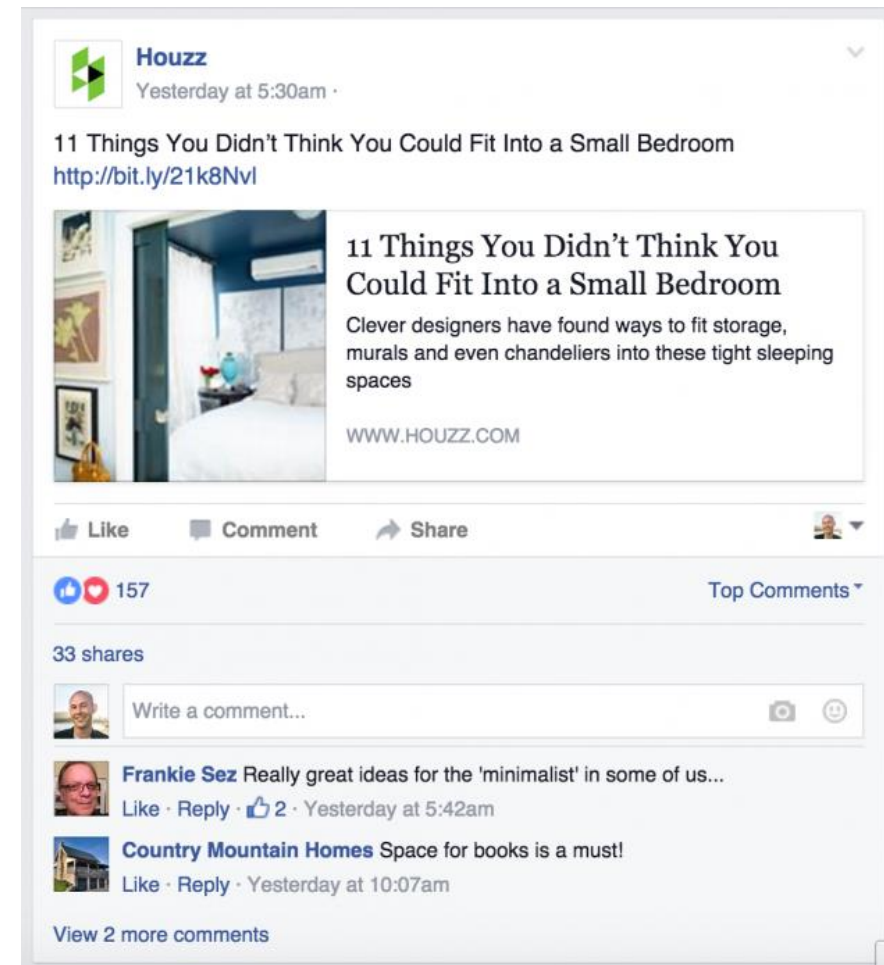 Houzz
Yesterday at 5:30am ·
11 Things You Didn't Think You Could Fit Into a Small Bedroom
http://bit.ly/21k8Nvl
11 Things You Didn't Think You
Could Fit Into a Small Bedroom
Clever designers have found ways to fit storage,
murals and even chandeliers into these tight sleeping
spaces
WWW.HOUZZ.COM
Like Comment Share
157 Top Comments
33 shares
Write a comment...
Frankie Sez Really great ideas for the 'minimalist' in some of us...
Like · Reply · 2 · Yesterday at 5:42am
Country Mountain Homes Space for books is a must!
Like · Reply · Yesterday at 10:07am
View 2 more comments